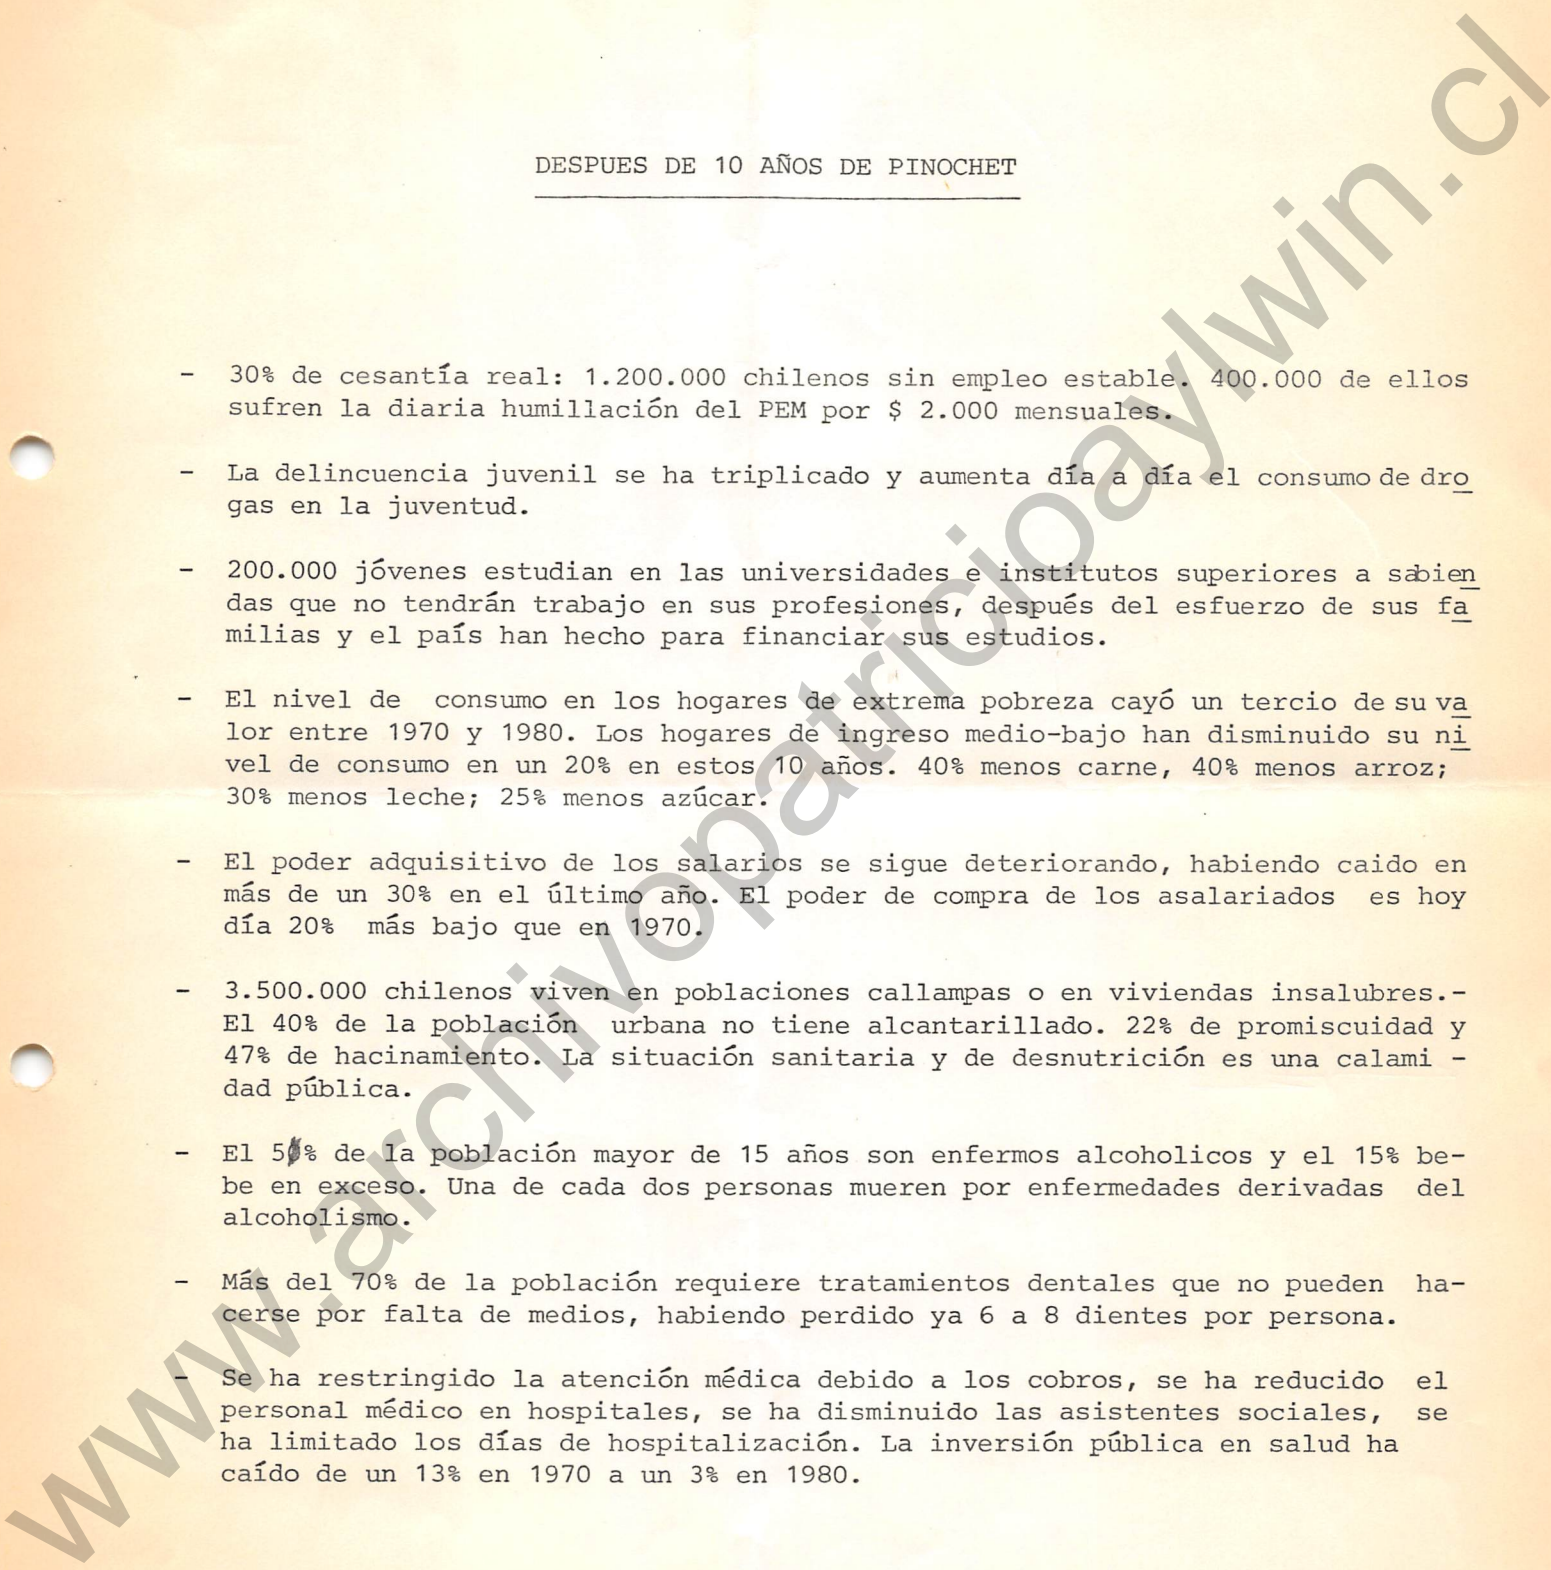 DESPUES DE 10 AÑOS DE PINOCHET
- 30% de cesantía real: 1.200.000 chilenos sin empleo estable. 400.000 de ellos
sufren la diaria humillación del PEM por $ 2.000 mensuales.
- La delincuencia juvenil se ha triplicado y aumenta día a día el consumo de dro
gas en la juventud.
- 200.000 jóvenes estudian en las universidades e institutos superiores a sabien
das que no tendrán trabajo en sus profesiones, después del esfuerzo de sus fa
milias y el país han hecho para financiar sus estudios.
- El nivel de consumo en los hogares de extrema pobreza cayó un tercio de su va
lor entre 1970 y 1980. Los hogares de ingreso medio-bajo han disminuido su ni
vel de consumo en un 20% en estos 10 años. 40% menos carne, 40% menos arroz;
30% menos leche; 25% menos azúcar.
- El poder adquisitivo de los salarios se sigue deteriorando, habiendo caido en
más de un 30% en el último año. El poder de compra de los asalariados es hoy
día 20% más bajo que en 1970.
- 3.500.000 chilenos viven en poblaciones callampas o en viviendas insalubres.-
El 40% de la población urbana no tiene alcantarillado. 22% de promiscuidad y
47% de hacinamiento. La situación sanitaria y de desnutrición es una calami -
dad pública.
- El 5% de la población mayor de 15 años son enfermos alcoholicos y el 15% be-
be en exceso. Una de cada dos personas mueren por enfermedades derivadas del
alcoholismo.
- Más del 70% de la población requiere tratamientos dentales que no pueden ha-
cerse por falta de medios, habiendo perdido ya 6 a 8 dientes por persona.
- Se ha restringido la atención médica debido a los cobros, se ha reducido el
personal médico en hospitales, se ha disminuido las asistentes sociales, se
ha limitado los días de hospitalización. La inversión pública en salud ha
caído de un 13% en 1970 a un 3% en 1980.
www.archivopatricioaylwin.cl